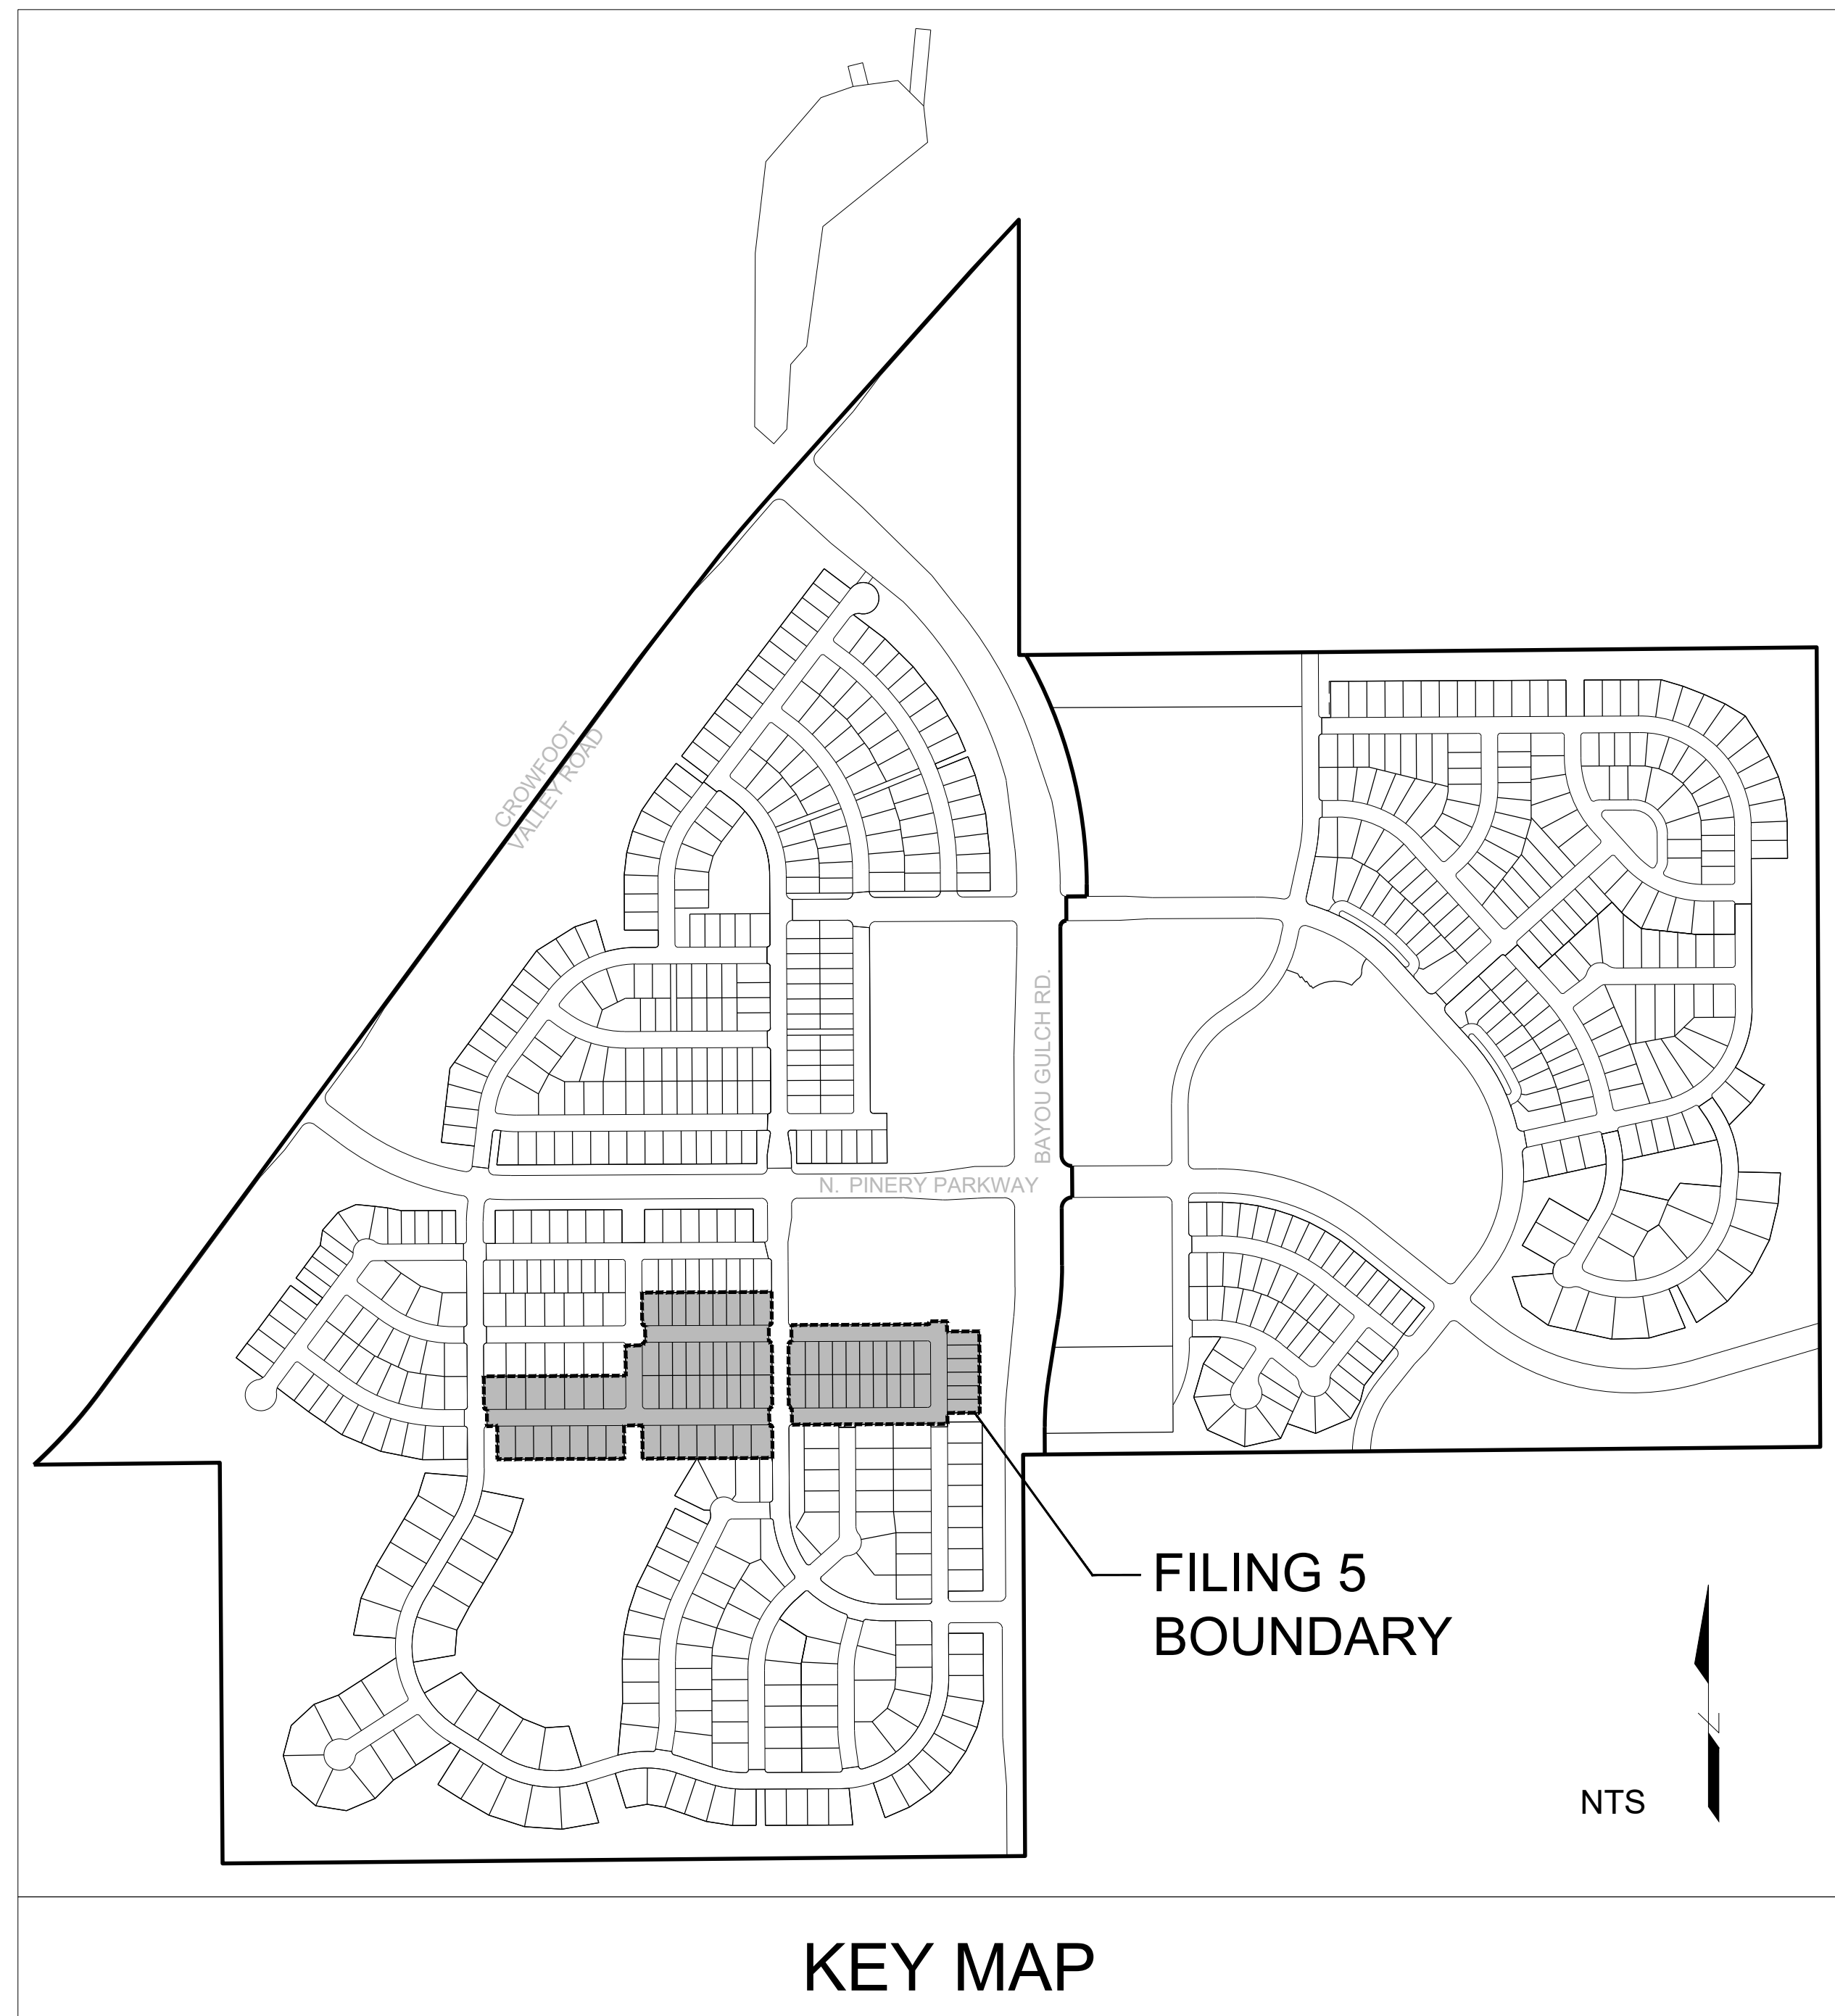 CROWFOOT
VALLEY ROAD
BAYOU GULCH RD.
N. PINERY PARKWAY
FILING 5
BOUNDARY
NTS
KEY MAP